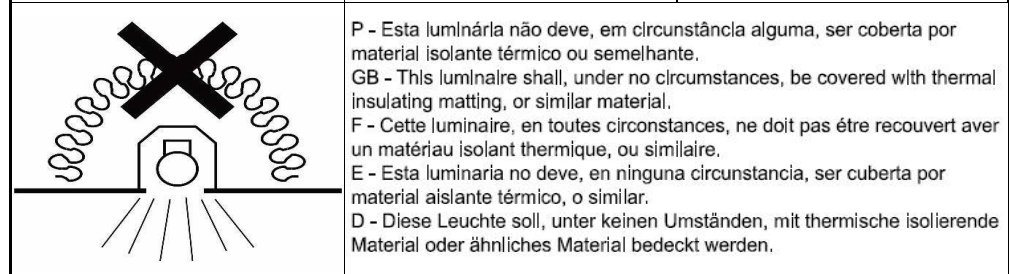 P - Esta luminária não deve, em circunstância alguma, ser coberta por
material isolante térmico ou semelhante.
GB - This luminaire shall, under no circumstances, be covered with thermal
insulating matting, or similar material.
F - Cette luminaire, en toutes circonstances, ne doit pas étre recouvert aver
un matériau isolant thermique, ou similaire.
E - Esta luminaria no deve, en ninguna circunstancia, ser cuberta por
material aislante térmico, o similar.
D - Diese Leuchte soll, unter keinen Umständen, mit thermische isolierende
Material oder ähnliches Material bedeckt werden.